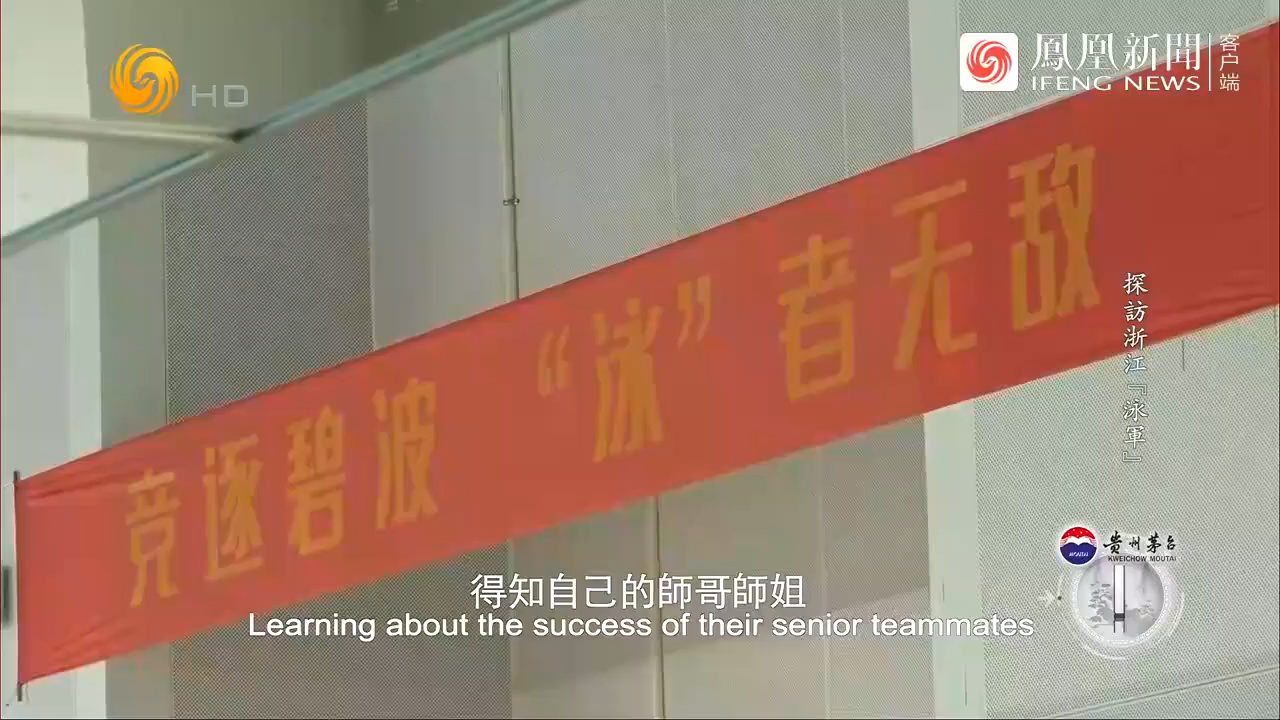 HD
鳳凰新聞
客户端
IFENG NEWS
竞逐碧波 “泳” 者无敌
探訪浙江『泳軍』
MOUTAI
贵州茅台
KWEICHOW MOUTAI
得知自己的師哥師姐
Learning about the success of their senior teammates